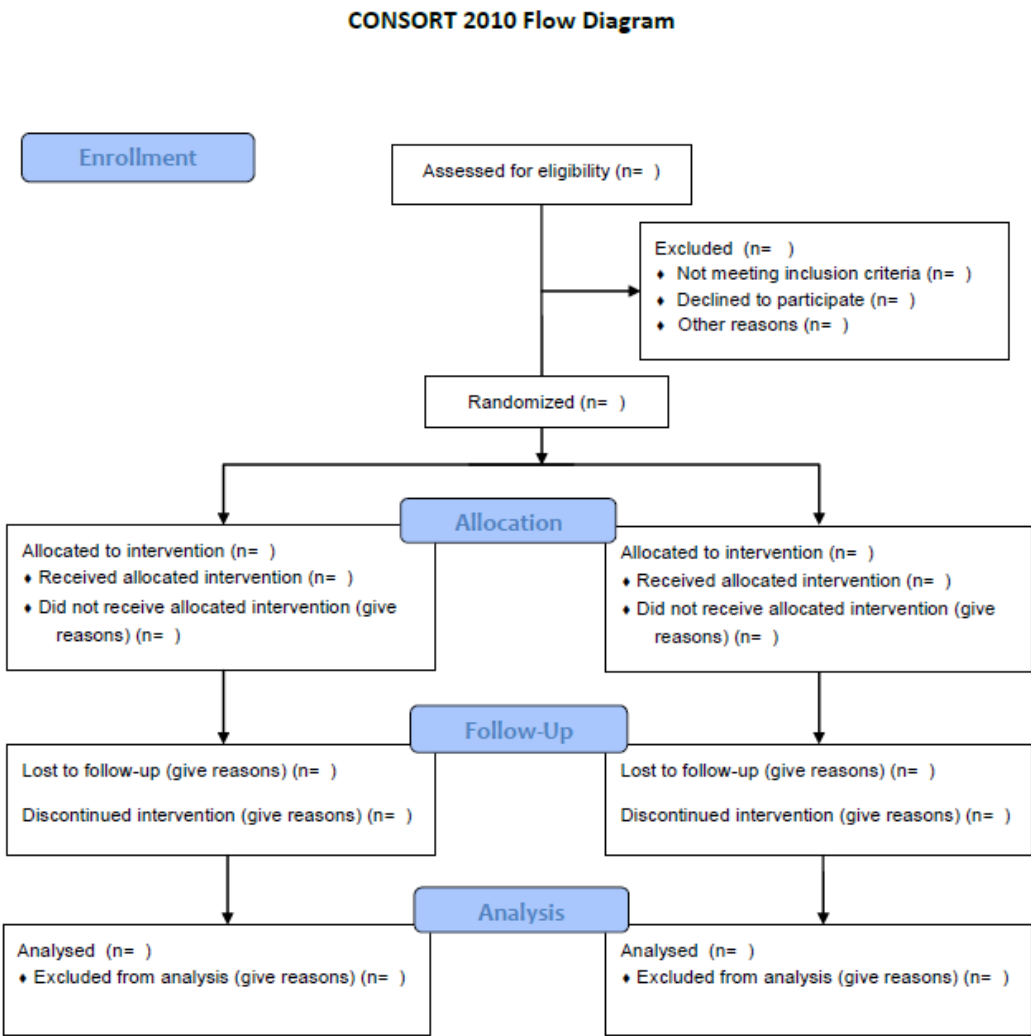 CONSORT 2010 Flow Diagram
Enrollment
Assessed for eligibility (n=  )
Excluded  (n=   )
♦ Not meeting inclusion criteria (n=  )
♦ Declined to participate (n=  )
♦ Other reasons (n=  )
Randomized (n=  )
Allocation
Allocated to intervention (n=  )
♦ Received allocated intervention (n=  )
♦ Did not receive allocated intervention (give
reasons) (n=  )
Allocated to intervention (n=  )
♦ Received allocated intervention (n=  )
♦ Did not receive allocated intervention (give
reasons) (n=  )
Follow-Up
Lost to follow-up (give reasons) (n=  )
Discontinued intervention (give reasons) (n=  )
Lost to follow-up (give reasons) (n=  )
Discontinued intervention (give reasons) (n=  )
Analysis
Analysed  (n=  )
♦ Excluded from analysis (give reasons) (n=  )
Analysed  (n=  )
♦ Excluded from analysis (give reasons) (n=  )